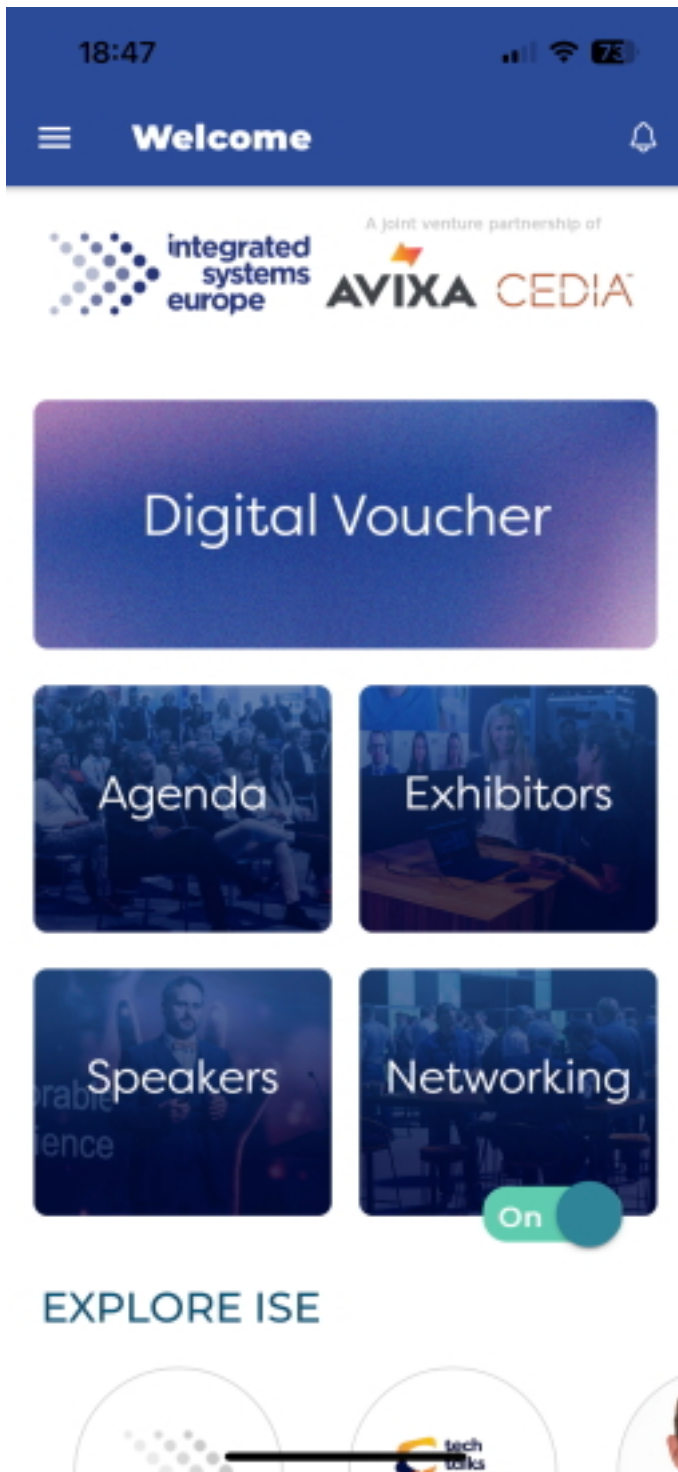 18:47
73
Welcome
A joint venture partnership of
integrated
systems
europe
AVIXA CEDIA
Digital Voucher
Agenda
Exhibitors
Speakers
Networking
On
EXPLORE ISE
tech
talks